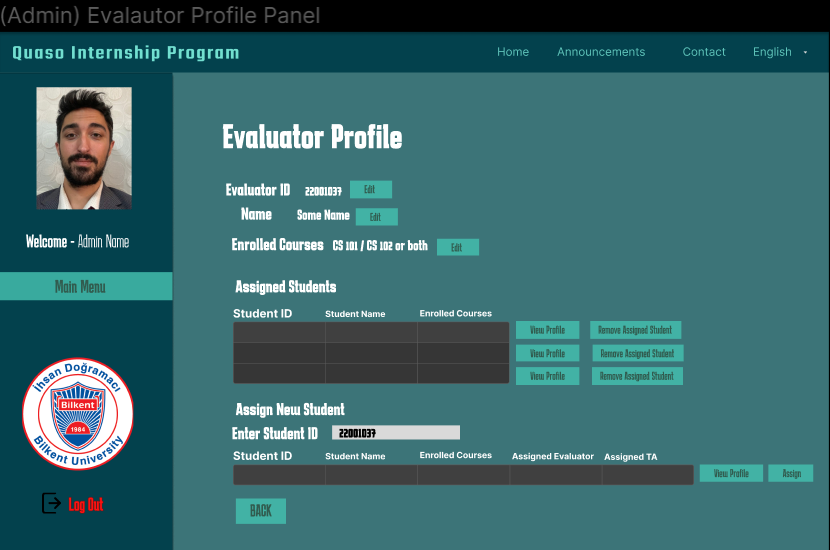 (Admin) Evalautor Profile Panel
Quaso Internship Program
Home Announcements Contact English
Evaluator Profile
Evaluator ID 22001037 Edit
Name Some Name Edit
Welcome - Admin Name
Enrolled Courses CS 101 / CS 102 or both Edit
Main Menu
Assigned Students
Student ID Student Name Enrolled Courses
View Profile Remove Assigned Student
View Profile Remove Assigned Student
View Profile Remove Assigned Student
İhsan Doğramacı
Bilkent
1984
Bilkent University
Assign New Student
Enter Student ID 22001037
Student ID Student Name Enrolled Courses Assigned Evaluator Assigned TA
View Profile Assign
Log Out
BACK